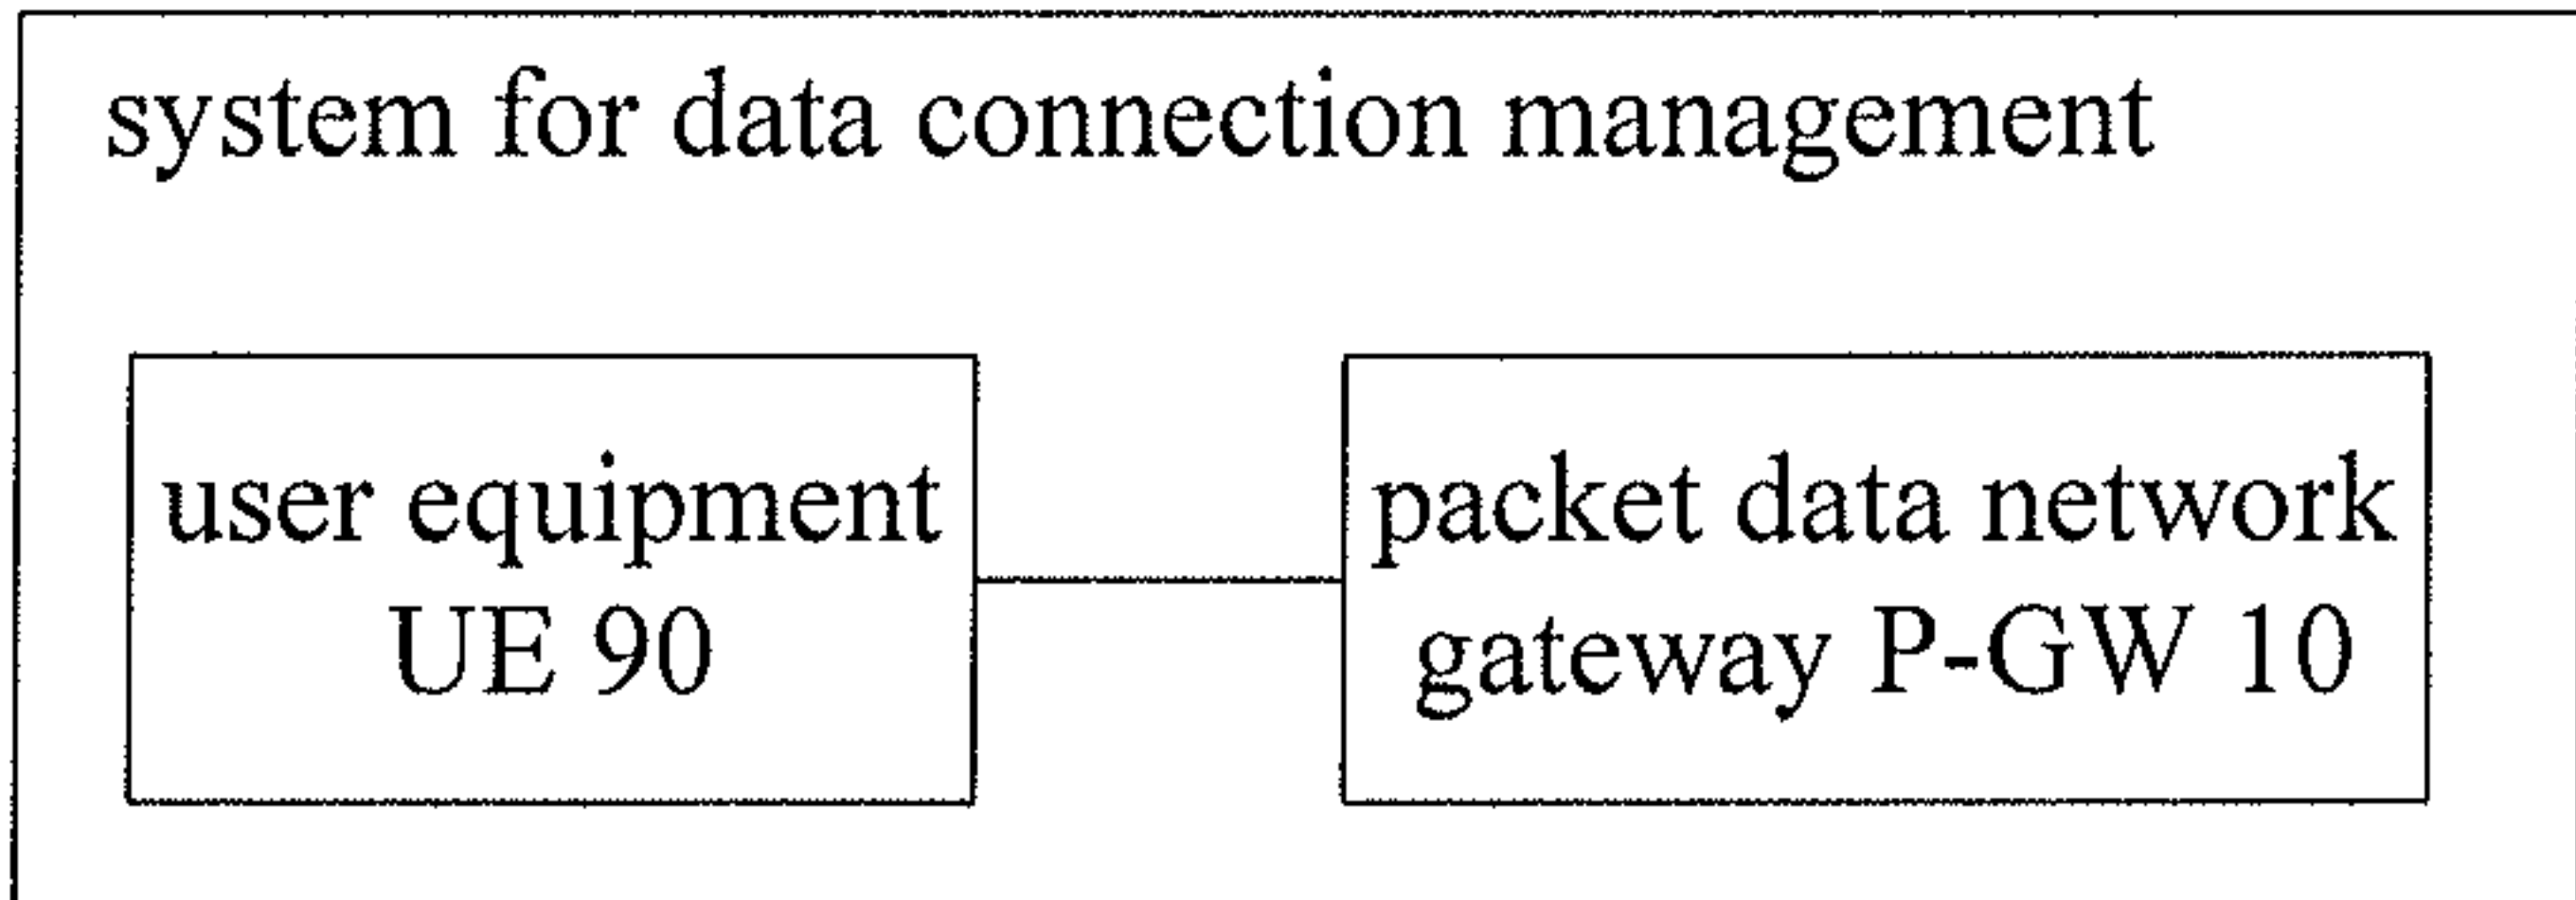 system for data connection management
user equipment
UE 90
packet data network
gateway P-GW 10